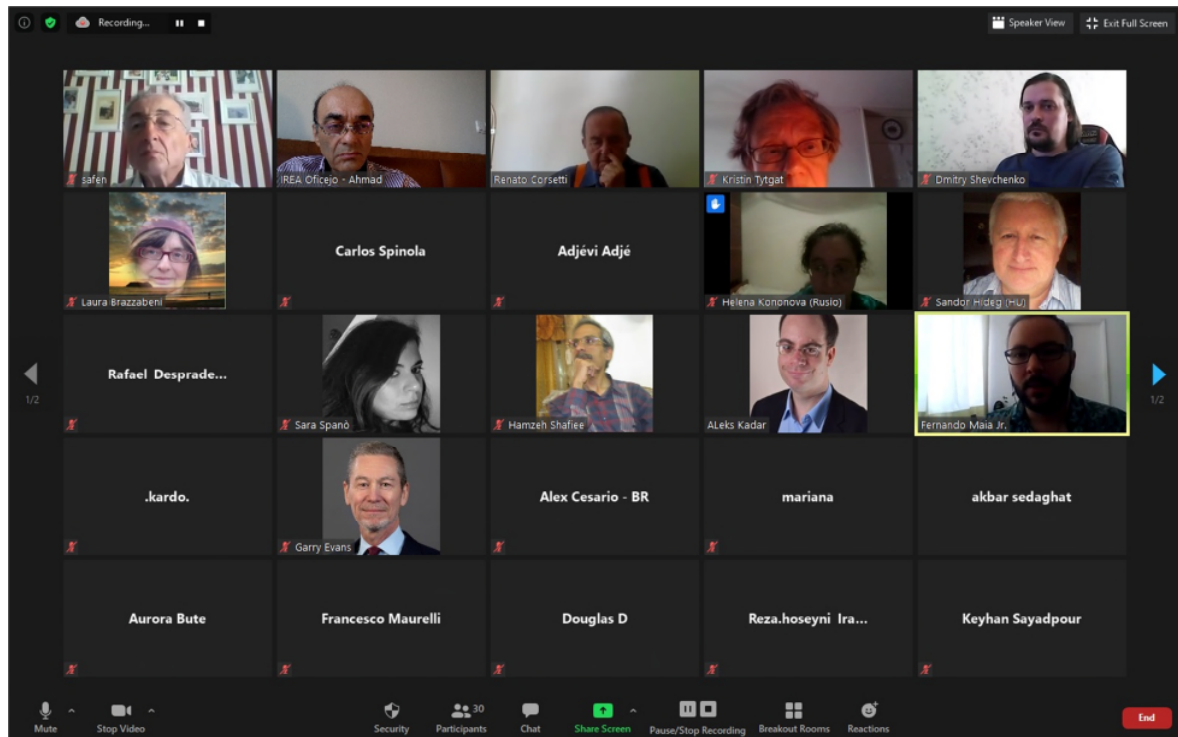 Recording...
Speaker View
Exit Full Screen
safen
IREA Oficejo - Ahmad
Renato Corsetti
Kristin Tytgat
Dmitry Shevchenko
Laura Brazzabeni
Carlos Spinola
Adjévi Adjé
Helena Kononova (Rusio)
Sandor Hideg (HU)
1/2
Rafael Desprade...
Sara Spanò
Hamzeh Shafiee
ALeks Kadar
Fernando Maia Jr.
1/2
.kardo.
Garry Evans
Alex Cesario - BR
mariana
akbar sedaghat
Aurora Bute
Francesco Maurelli
Douglas D
Reza.hoseyni Ira...
Keyhan Sayadpour
Mute
Stop Video
Security
Participants
30
Chat
Share Screen
Pause/Stop Recording
Breakout Rooms
Reactions
End